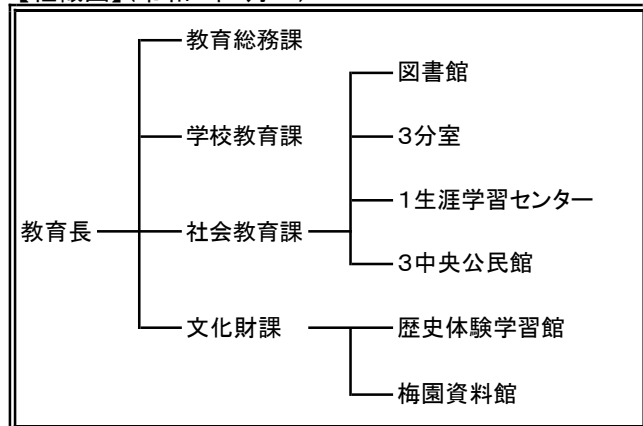 教育総務課
図書館
学校教育課
3分室
1生涯学習センター
教育長
社会教育課
3中央公民館
文化財課
歴史体験学習館
梅園資料館